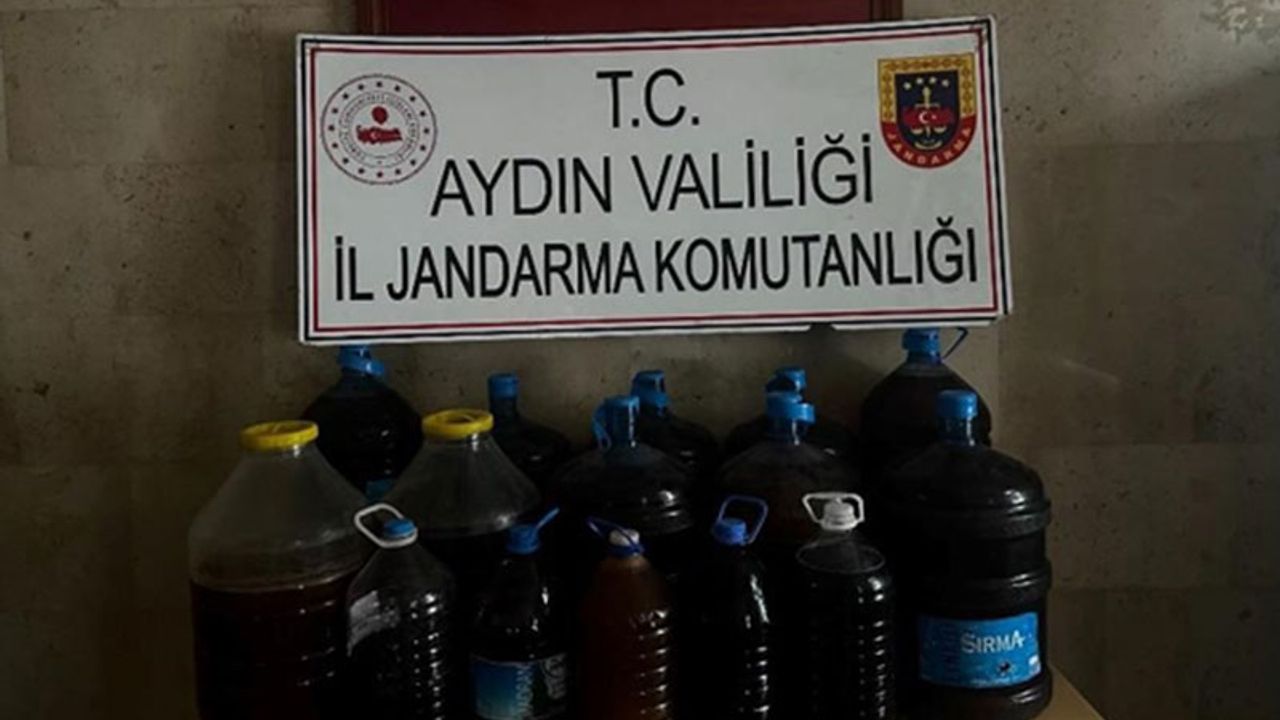 T.C.
AYDIN VALİLİĞİ
İL JANDARMA KOMUTANLIĞI
JANDARMA
SIRMA